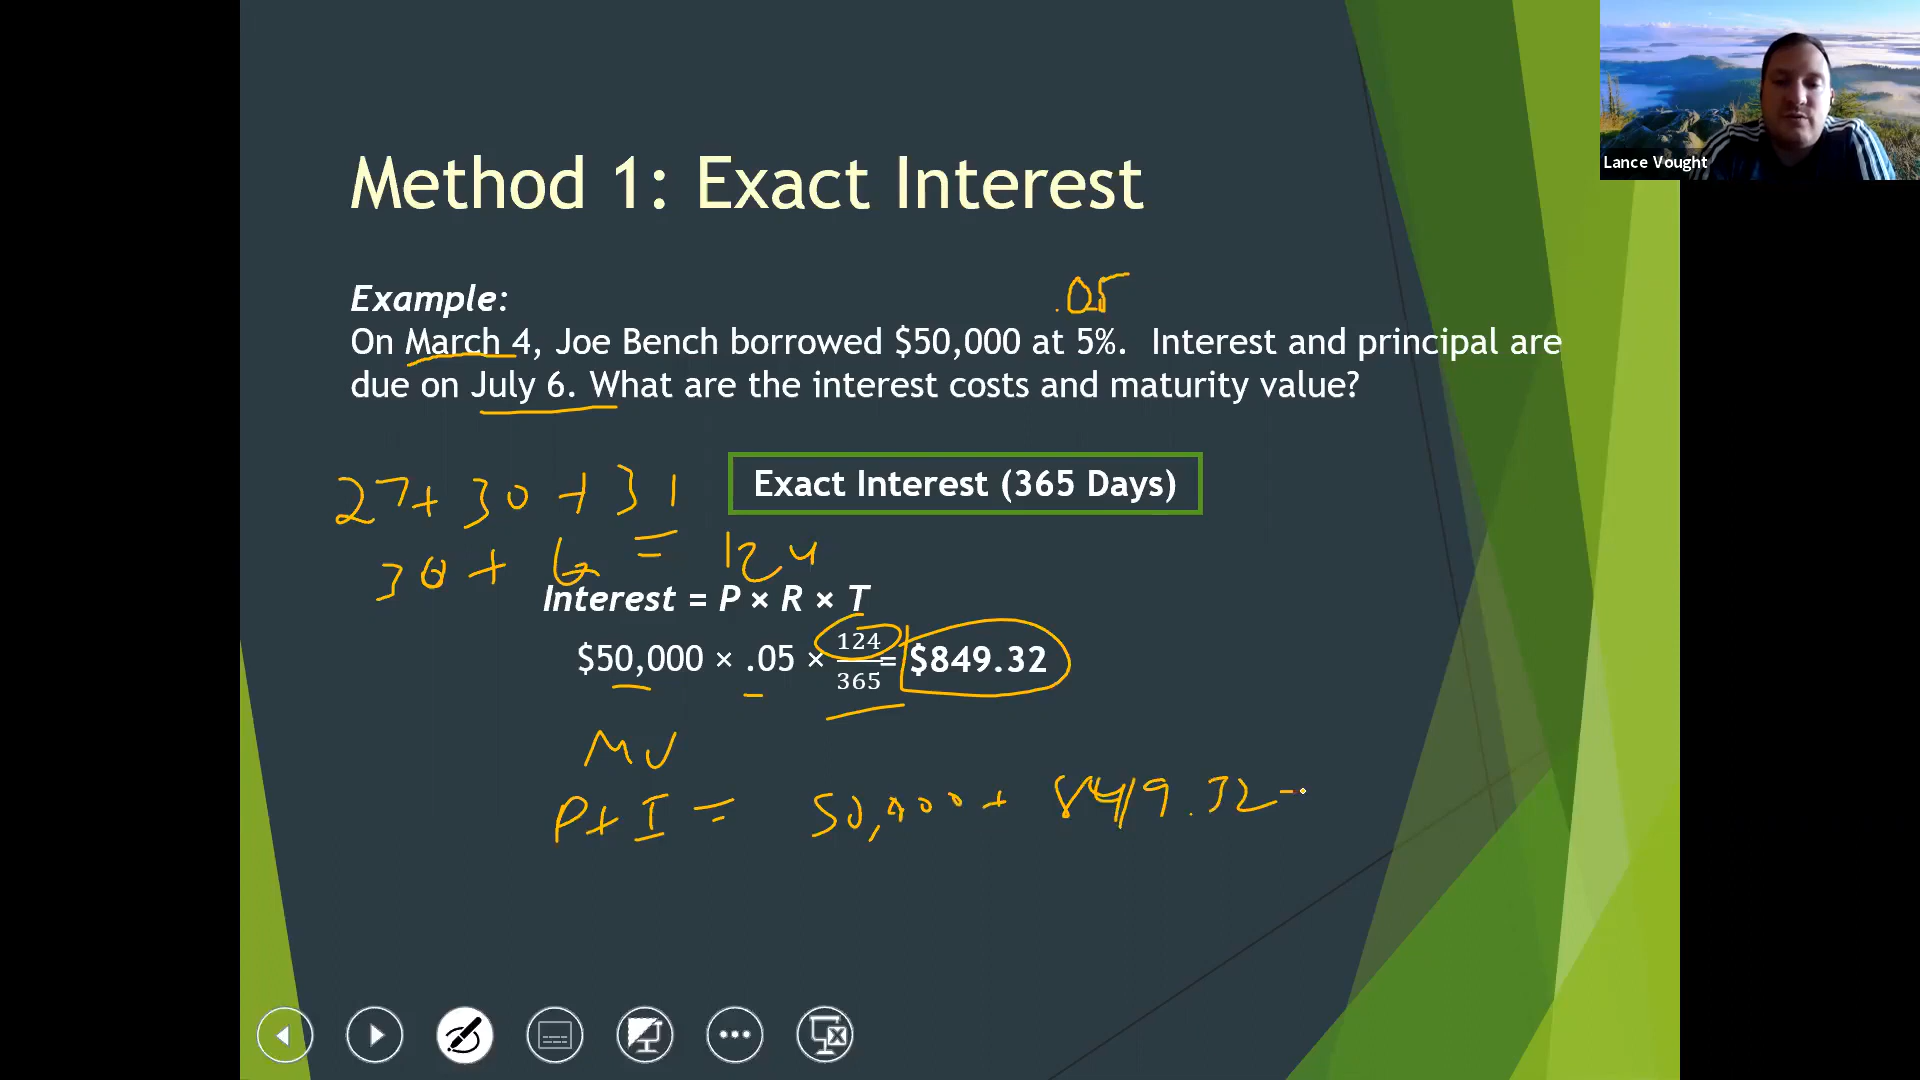 Lance Vought
Method 1: Exact Interest
Example:
.05
On March 4, Joe Bench borrowed $50,000 at 5%. Interest and principal are
due on July 6. What are the interest costs and maturity value?
27+ 30 + 31
Exact Interest (365 Days)
30 + 6 = 124
Interest = P × R × T
$50,000 × .05 × 124/365 = $849.32
MV
P+I = 50,000+ 849.32 -